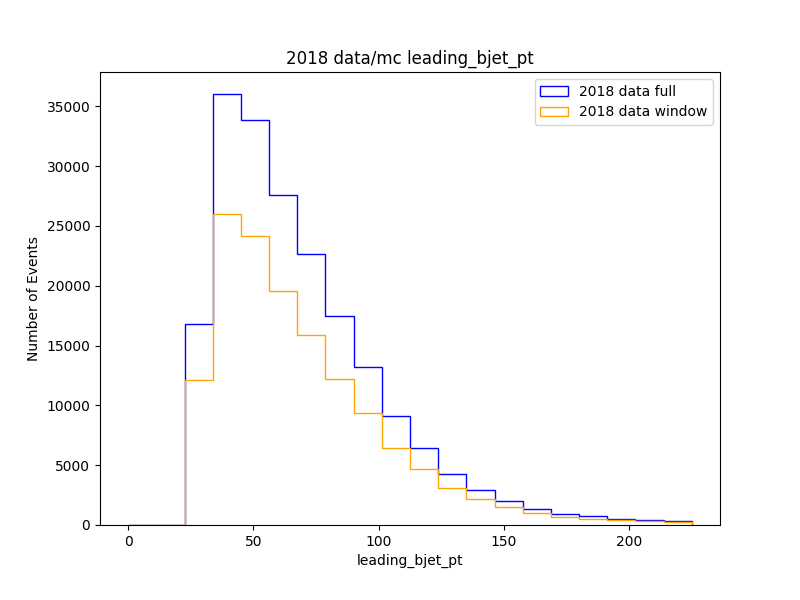 2018 data/mc leading_bjet_pt
2018 data full
2018 data window
Number of Events
35000
30000
25000
20000
15000
10000
5000
0
0 50 100 150 200
leading_bjet_pt